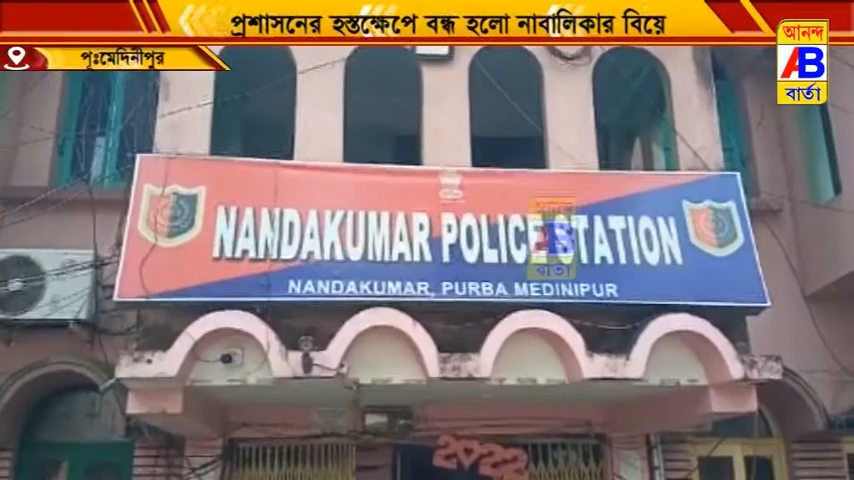 প্রশাসনের হস্তক্ষেপে বন্ধ হলো নাবালিকার বিয়ে
পূঃমেদিনীপুর
আনন্দ
AB
বার্তা
NANDAKUMAR POLICE STATION
NANDAKUMAR, PURBA MEDINIPUR
2022